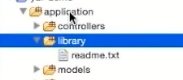 application
controllers
library
readme.txt
models